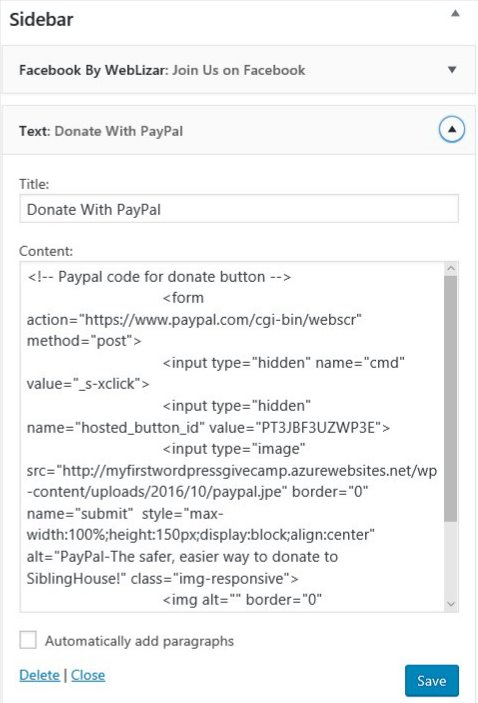 Sidebar
Facebook By WebLizar: Join Us on Facebook
Text: Donate With PayPal
Title:
Donate With PayPal
Content:
<!-- Paypal code for donate button -->
<form
action="https://www.paypal.com/cgi-bin/webscr"
method="post">
<input type="hidden" name="cmd"
value="_s-xclick">
<input type="hidden"
name="hosted_button_id" value="PT3JBF3UZWP3E">
<input type="image"
src="http://myfirstwordpressgivecamp.azurewebsites.net/wp
-content/uploads/2016/10/paypal.jpe" border="0"
name="submit"  style="max-
width:100%;height:150px;display:block;align:center"
alt="PayPal-The safer, easier way to donate to
SiblingHouse!" class="img-responsive">
<img alt="" border="0"
Automatically add paragraphs
Delete | Close
Save